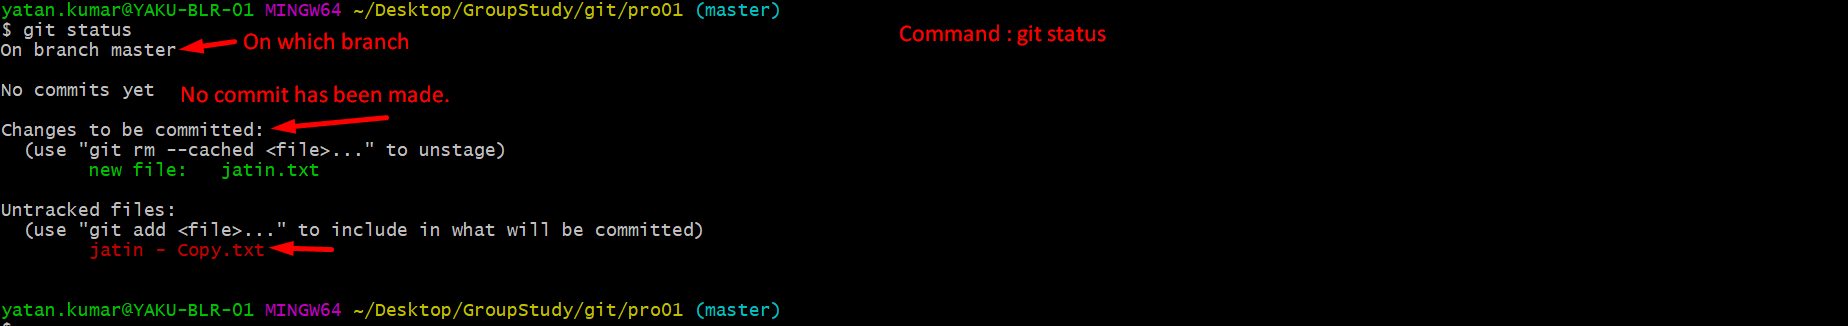 yatan.kumar@YAKU-BLR-01 MINGW64 ~/Desktop/GroupStudy/git/pro01 (master)
$ git status
Command : git status
On branch master
On which branch
No commits yet
No commit has been made.
Changes to be committed:
(use "git rm --cached <file>..." to unstage)
new file:   jatin.txt
Untracked files:
(use "git add <file>..." to include in what will be committed)
jatin - Copy.txt
yatan.kumar@YAKU-BLR-01 MINGW64 ~/Desktop/GroupStudy/git/pro01 (master)
$